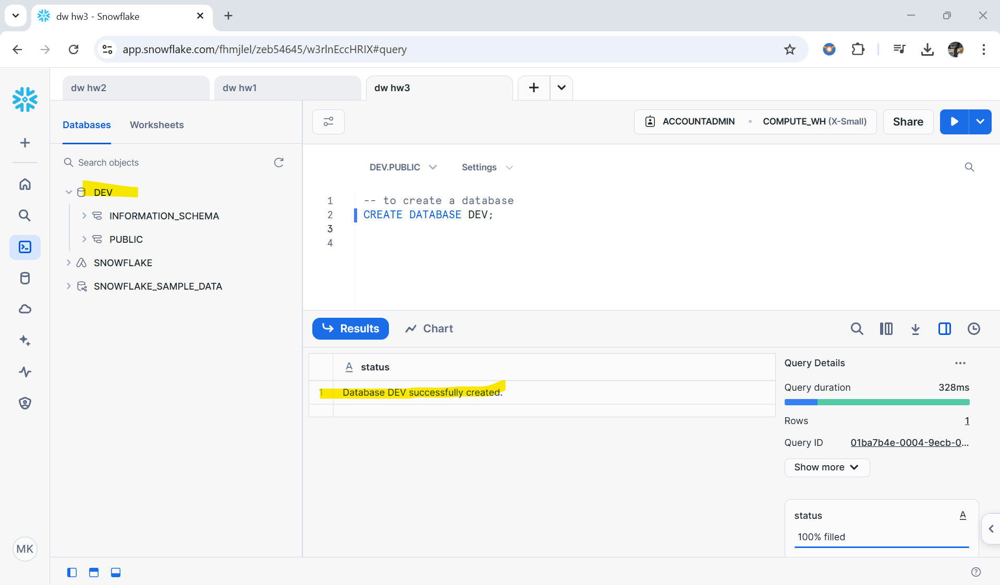 dw hw3 - Snowflake
app.snowflake.com/fhmjlel/zeb54645/w3rlnEccHRIX#query
dw hw2
dw hw1
dw hw3
Databases
Worksheets
ACCOUNTADMIN
COMPUTE_WH (X-Small)
Share
Search objects
DEV
INFORMATION_SCHEMA
PUBLIC
SNOWFLAKE
SNOWFLAKE_SAMPLE_DATA
DEV.PUBLIC
Settings
1 -- to create a database
2 CREATE DATABASE DEV;
3
4
Results
Chart
A status
1 Database DEV successfully created.
Query Details
Query duration 328ms
Rows 1
Query ID 01ba7b4e-0004-9ecb-0...
Show more
status A
100% filled
MK